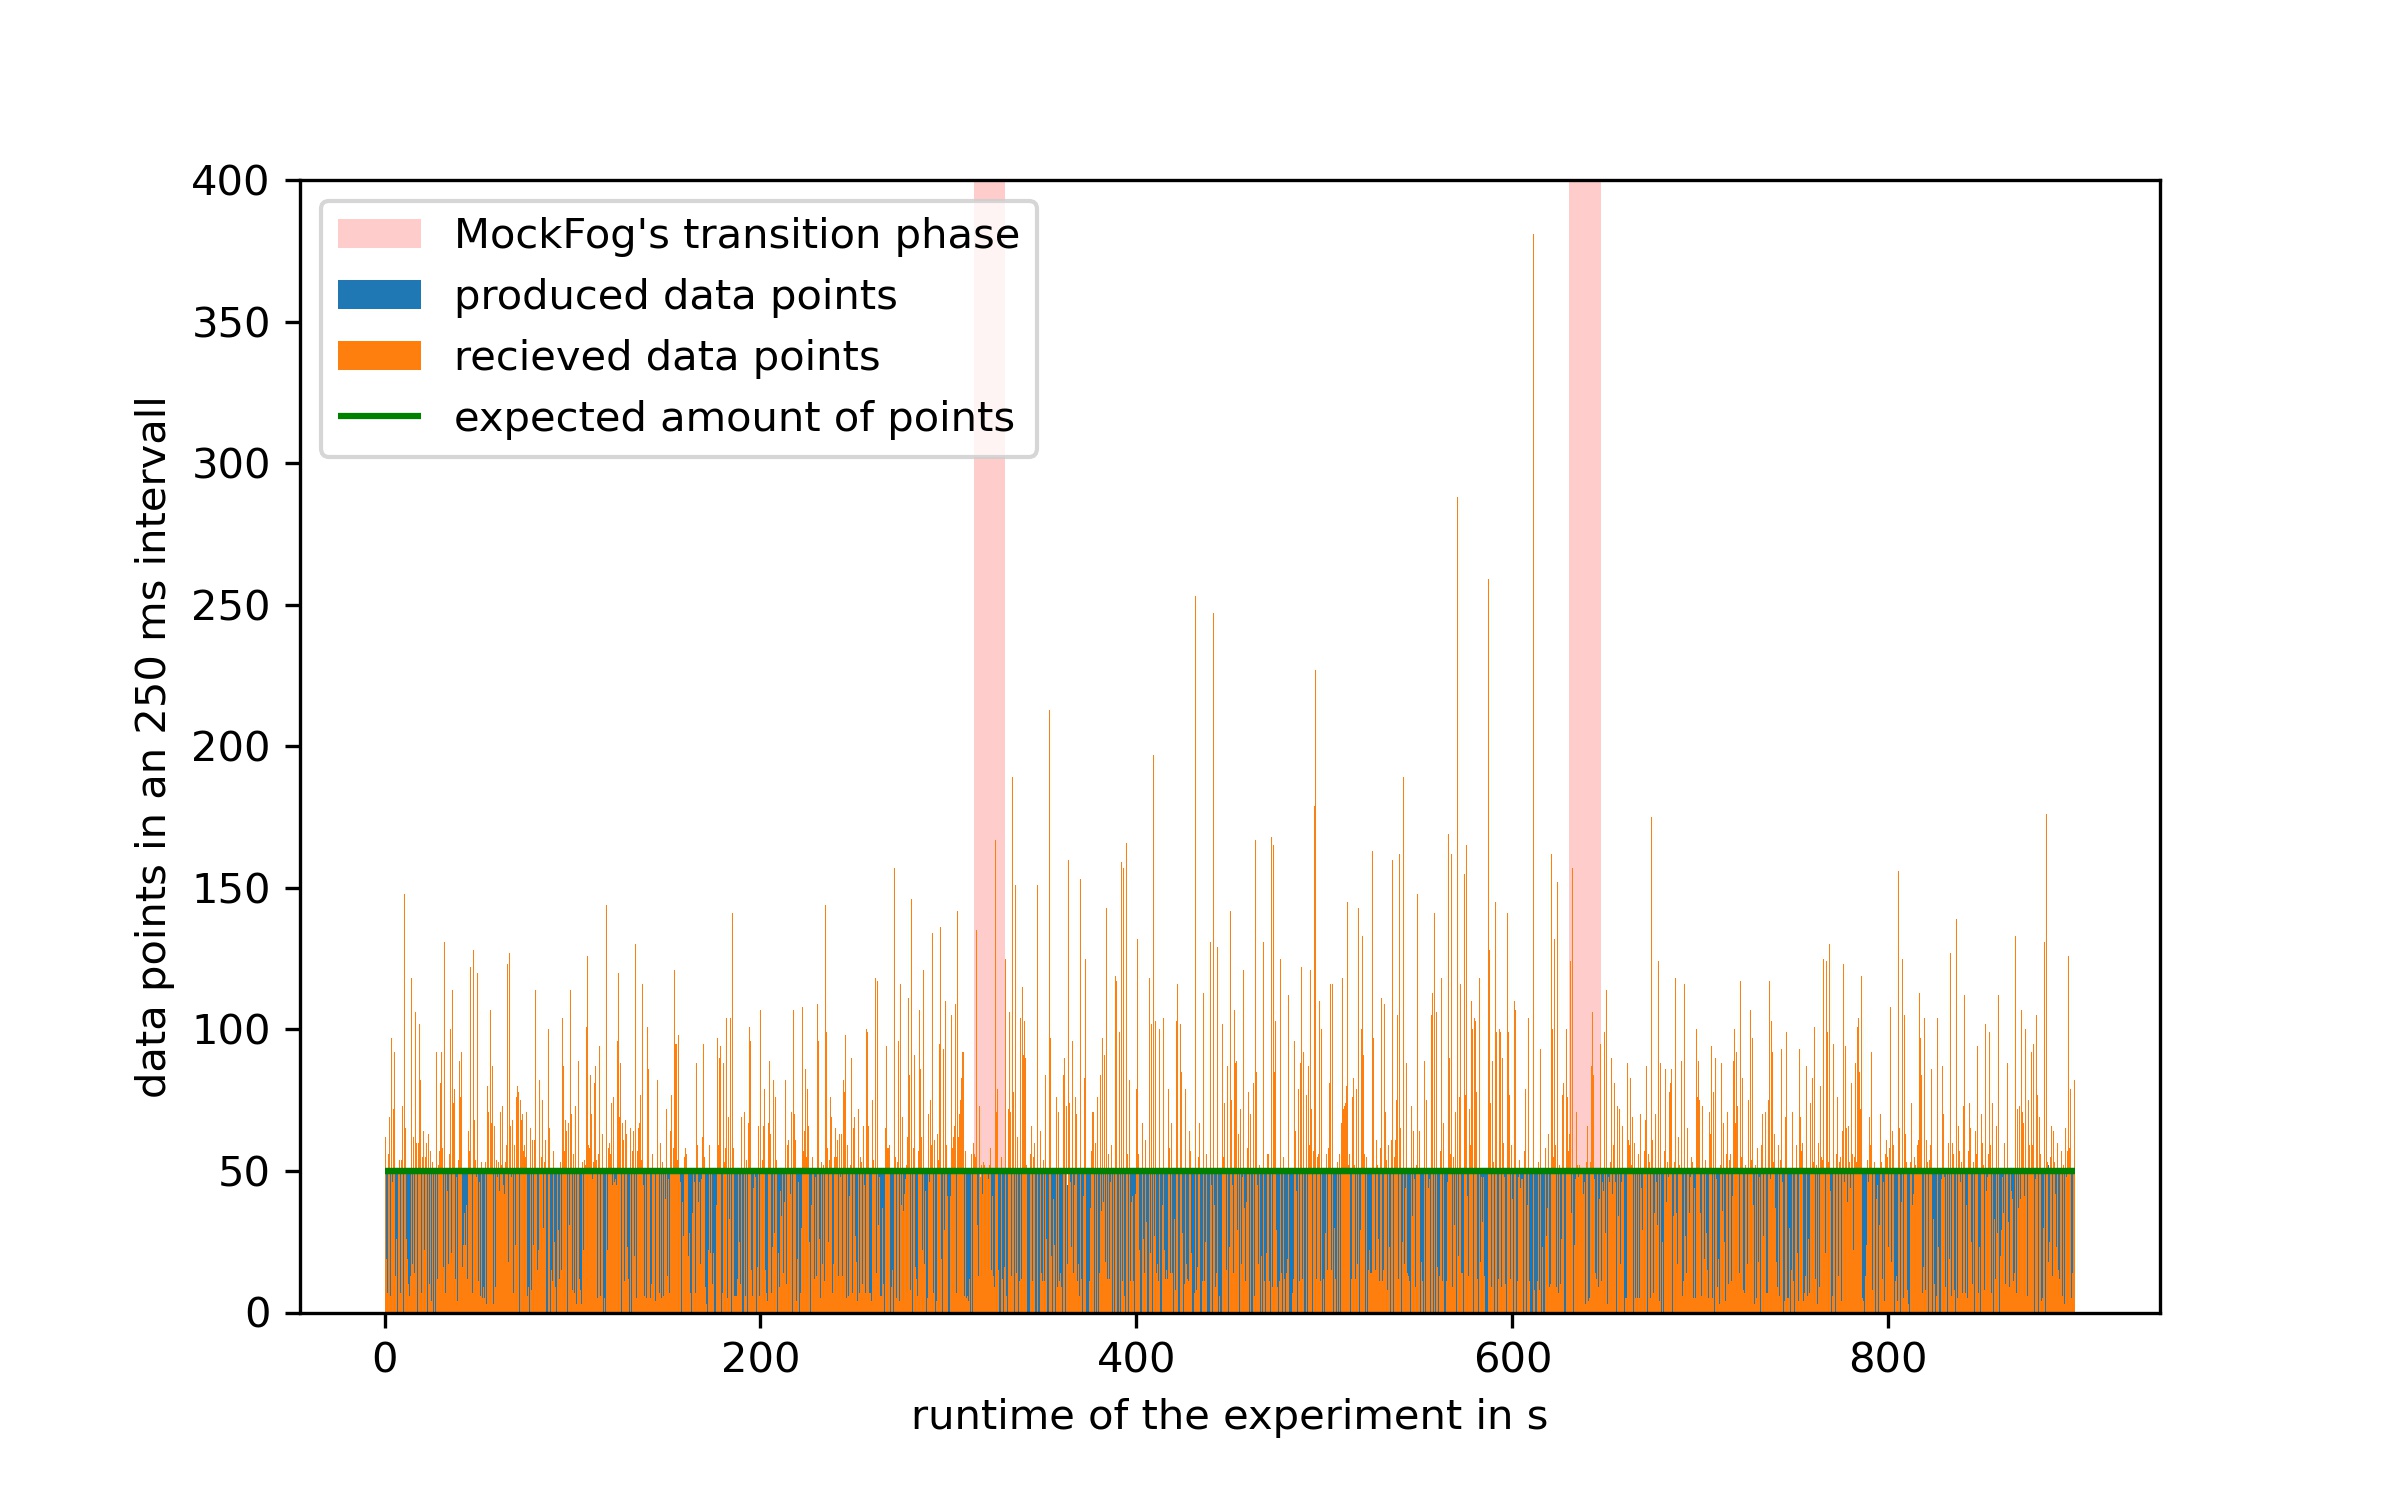 400
350
300
250
200
150
100
50
0
data points in an 250 ms intervall
MockFog's transition phase
produced data points
recieved data points
expected amount of points
0 200 400 600 800
runtime of the experiment in s